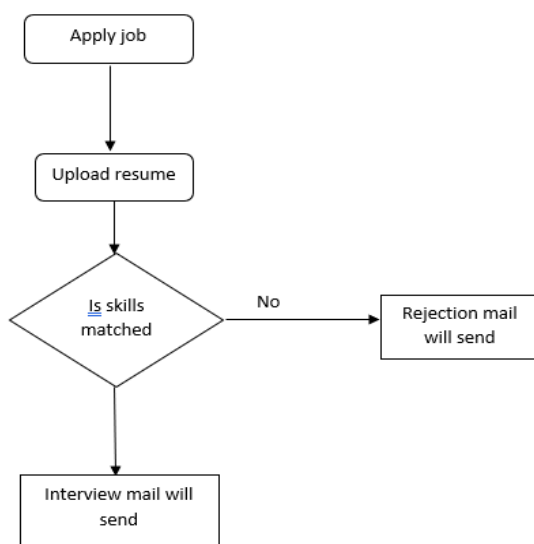 Apply job
Upload resume
Is skills
matched
No
Rejection mail
will send
Interview mail will
send